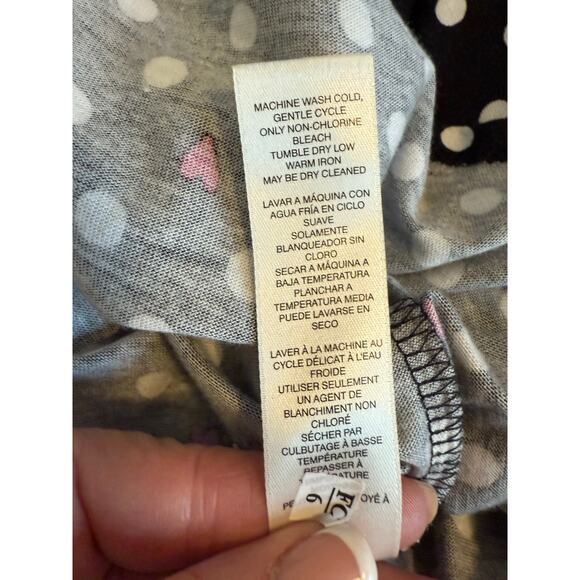 MACHINE WASH COLD,
GENTLE CYCLE
ONLY NON-CHLORINE
BLEACH
TUMBLE DRY LOW
WARM IRON
MAY BE DRY CLEANED
LAVAR A MÁQUINA CON
AGUA FRÍA EN CICLO
SUAVE
SOLAMENTE
BLANQUEADOR SIN
CLORO
SECAR A MÁQUINA A
BAJA TEMPERATURA
PLANCHAR A
TEMPERATURA MEDIA
PUEDE LAVARSE EN
SECO
LAVER À LA MACHINE AU
CYCLE DÉLICAT À L'EAU
FROIDE
UTILISER SEULEMENT
UN AGENT DE
BLANCHIMENT NON
CHLORÉ
SÉCHER PAR
CULBUTAGE À BASSE
TEMPÉRATURE
REPASSER À